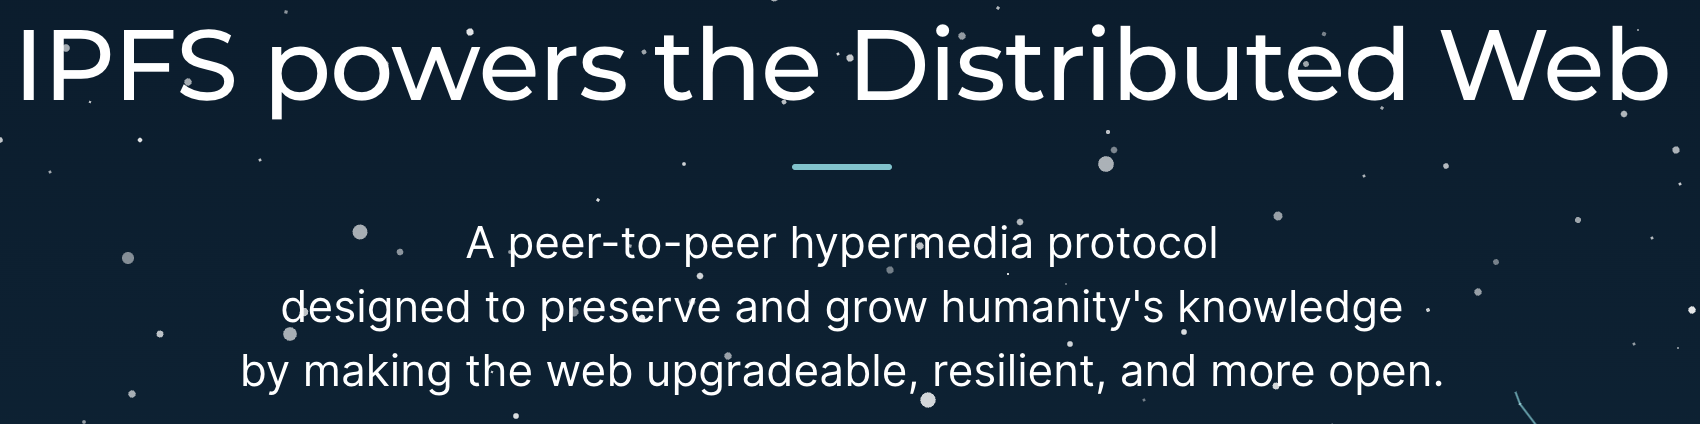 IPFS powers the Distributed Web
A peer-to-peer hypermedia protocol
designed to preserve and grow humanity's knowledge
by making the web upgradeable, resilient, and more open.